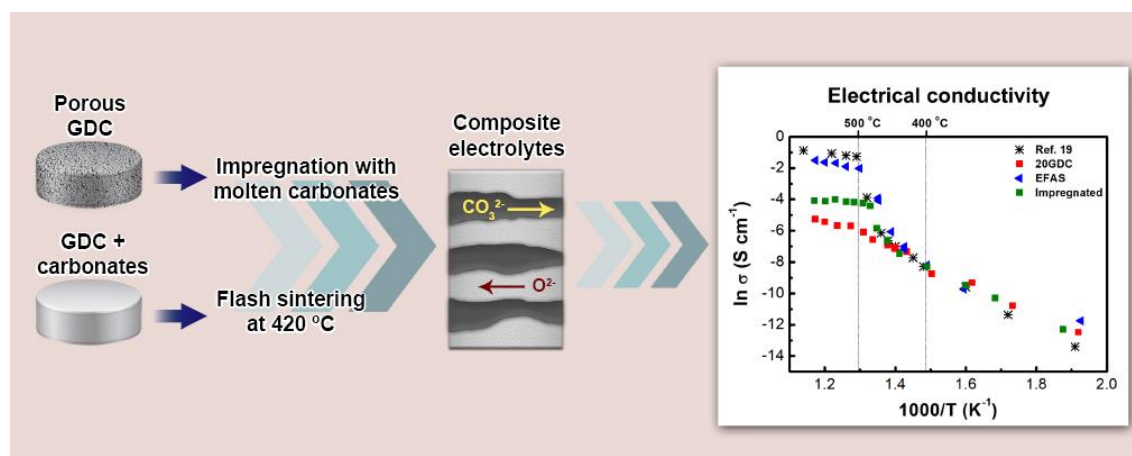 Porous
GDC
Impregnation with
molten carbonates
GDC +
carbonates
Flash sintering
at 420 ºC
Composite
electrolytes
CO₃²⁻
O²⁻
Electrical conductivity
500 °C
400 °C
Ref. 19
20GDC
EFAS
Impregnated
ln σ (S cm⁻¹)
0
-2
-4
-6
-8
-10
-12
-14
1.2
1.4
1.6
1.8
2.0
1000/T (K⁻¹)